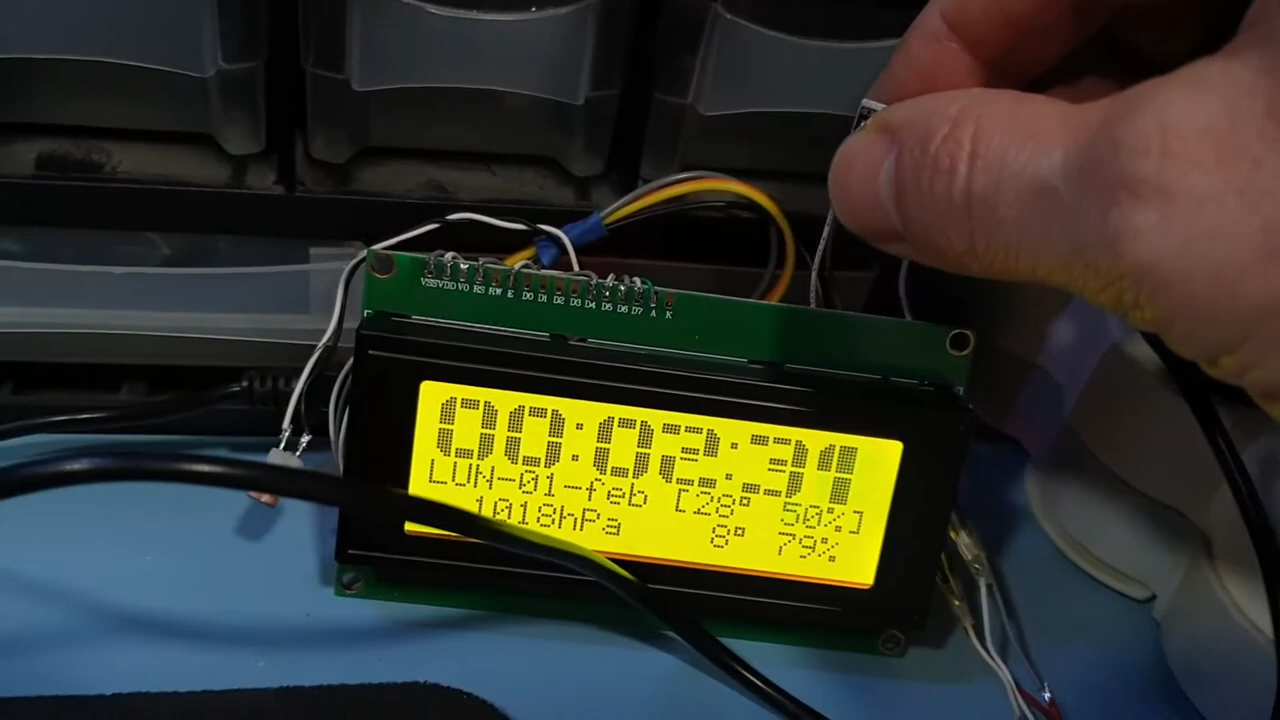 VSS VDD V0 RS RW E D0 D1 D2 D3 D4 D5 D6 D7 A K
00:02:31
LUN-01-feb [28° 50%]
1018hPa 8° 79%